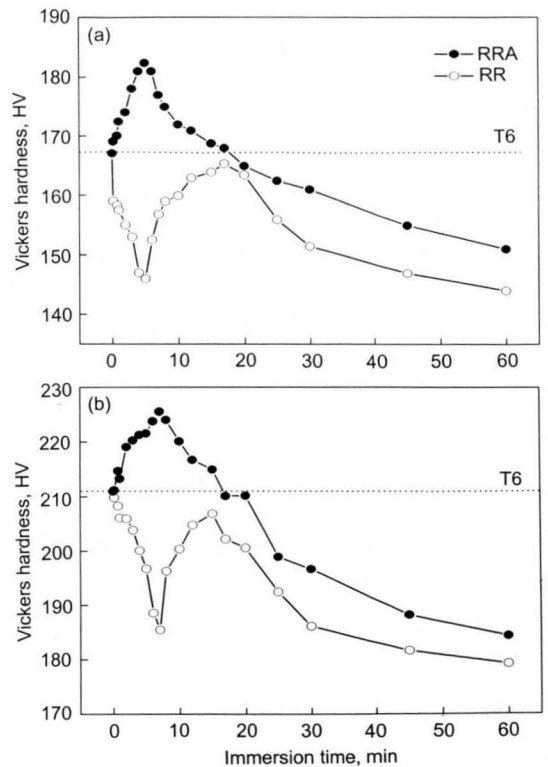 190
(a)
RRA
RR
180
170
T6
160
150
140
Vickers hardness, HV
0 10 20 30 40 50 60
230
(b)
220
T6
210
200
190
180
170
Vickers hardness, HV
0 10 20 30 40 50 60
Immersion time, min